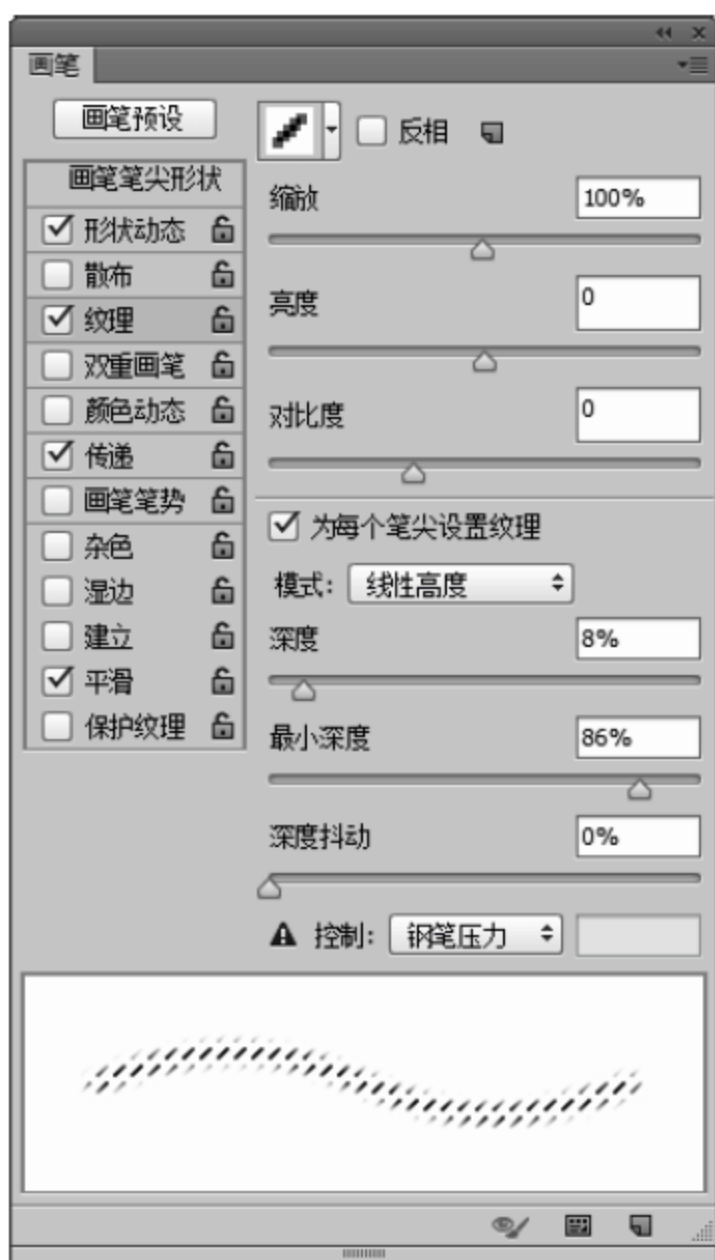 画笔
画笔预设
反相
画笔笔尖形状
形状动态
散布
纹理
双重画笔
颜色动态
传递
画笔笔势
杂色
湿边
建立
平滑
保护纹理
缩放 100%
亮度 0
对比度 0
为每个笔尖设置纹理
模式: 线性高度
深度 8%
最小深度 86%
深度抖动 0%
控制: 钢笔压力